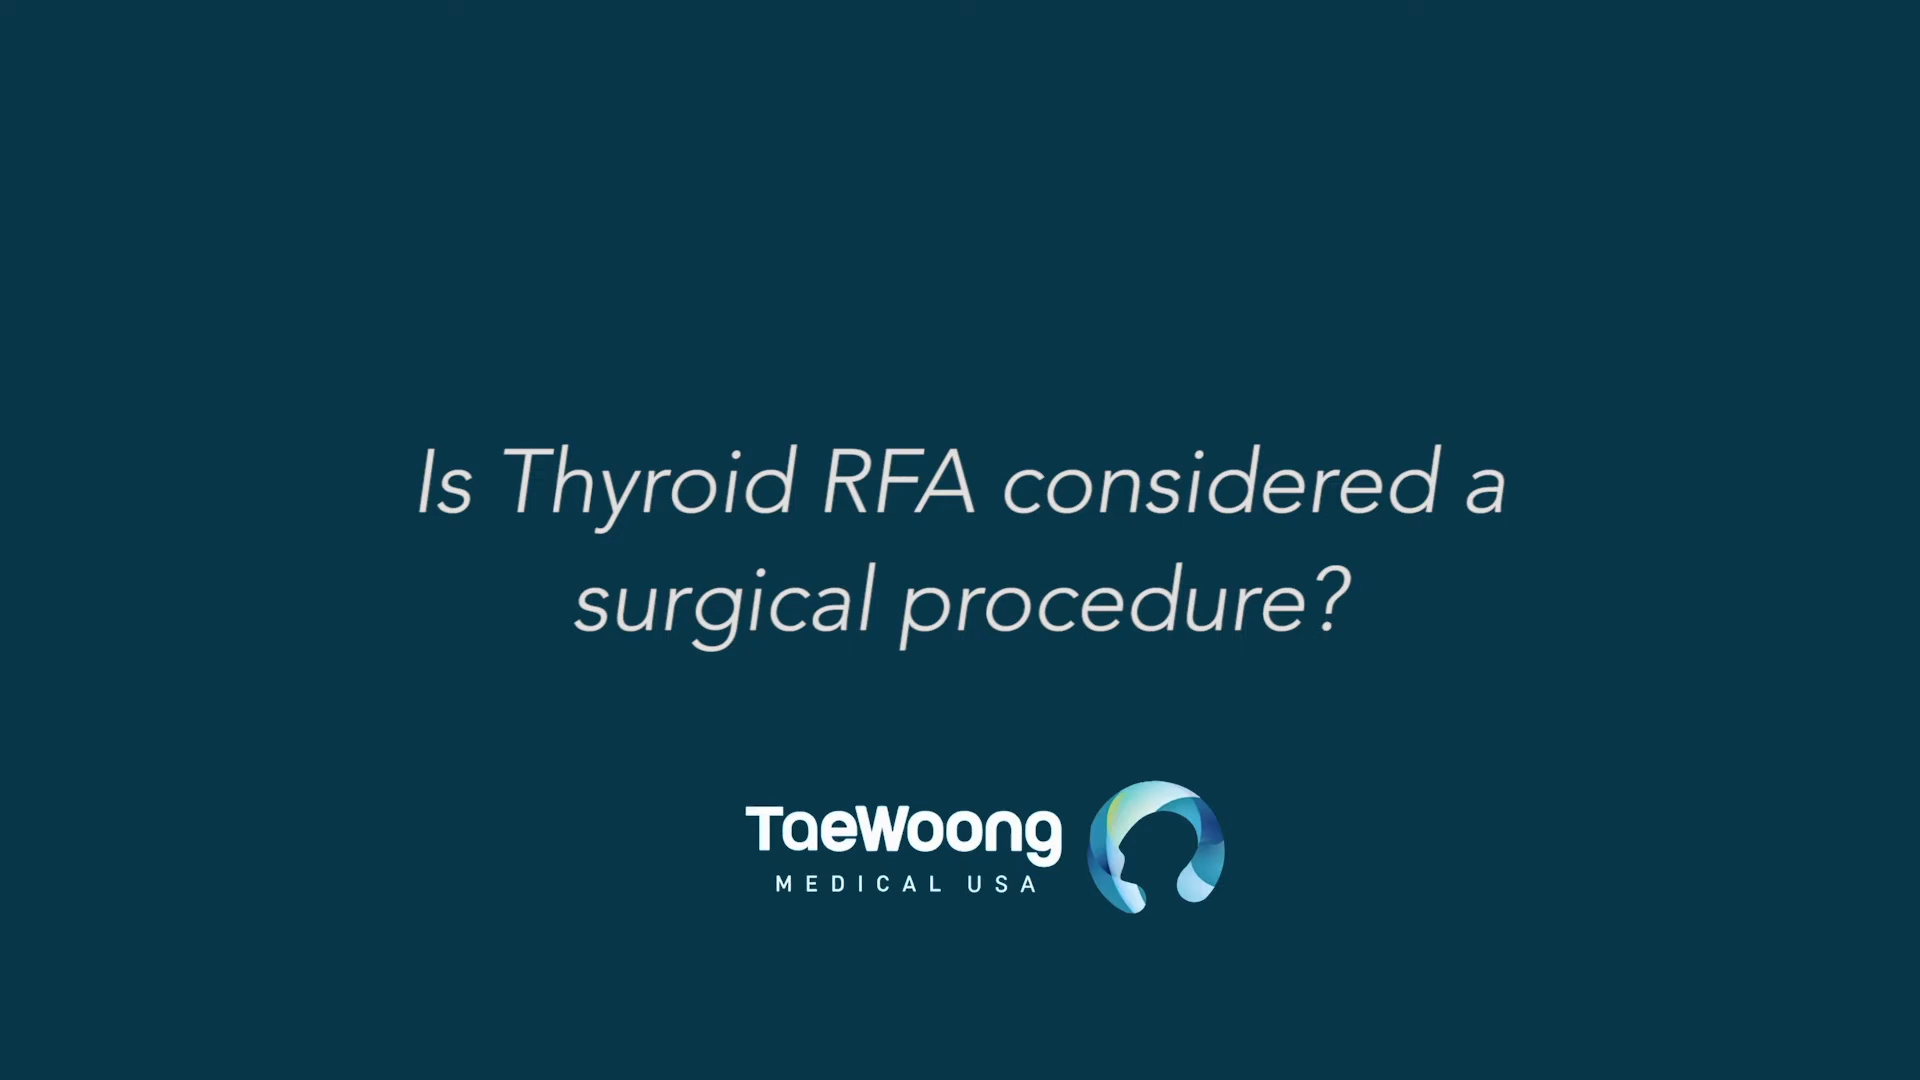 Is Thyroid RFA considered a
surgical procedure?
TaeWoong
MEDICAL USA